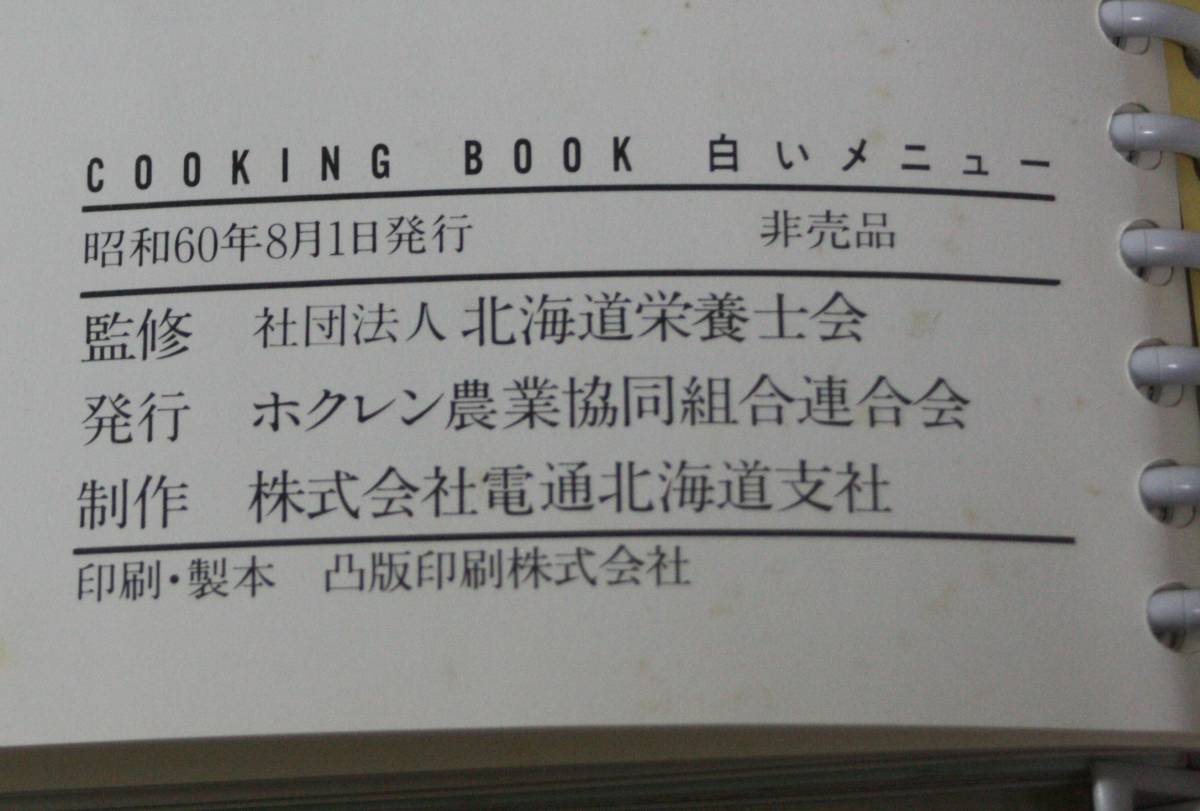 COOKING BOOK 白いメニュー
昭和60年8月1日発行 非売品
監修 社団法人 北海道栄養士会
発行 ホクレン農業協同組合連合会
制作 株式会社電通北海道支社
印刷・製本 凸版印刷株式会社